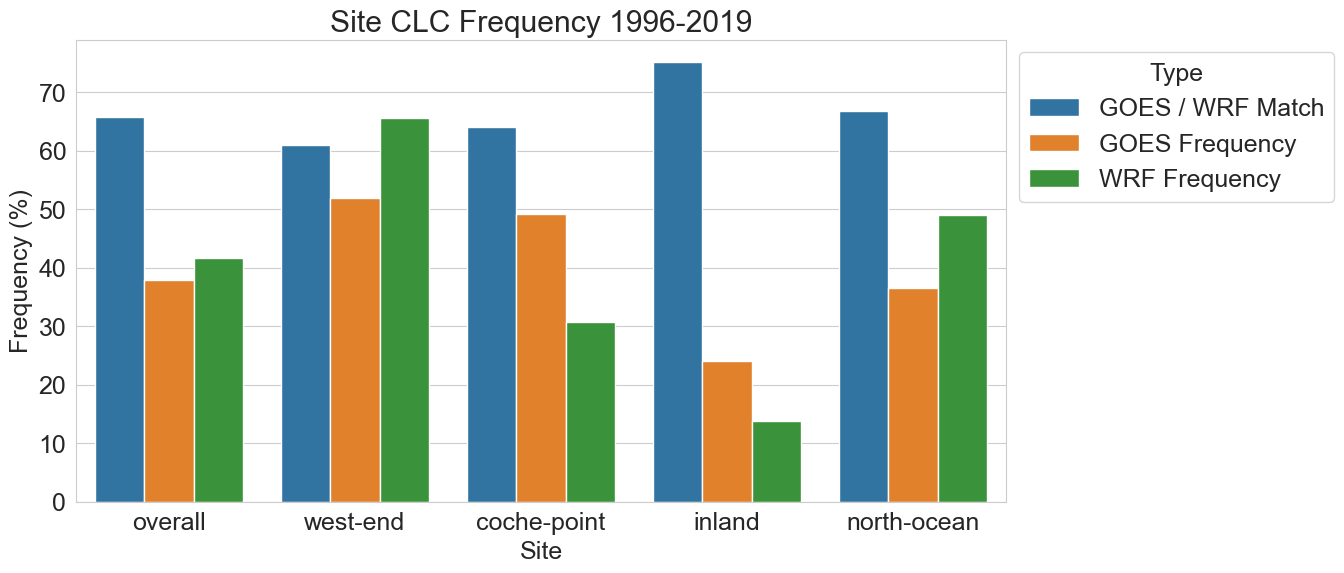 Site CLC Frequency 1996-2019
Frequency (%)
70
60
50
40
30
20
10
0
overall west-end coche-point inland north-ocean
Site
Type
GOES / WRF Match
GOES Frequency
WRF Frequency